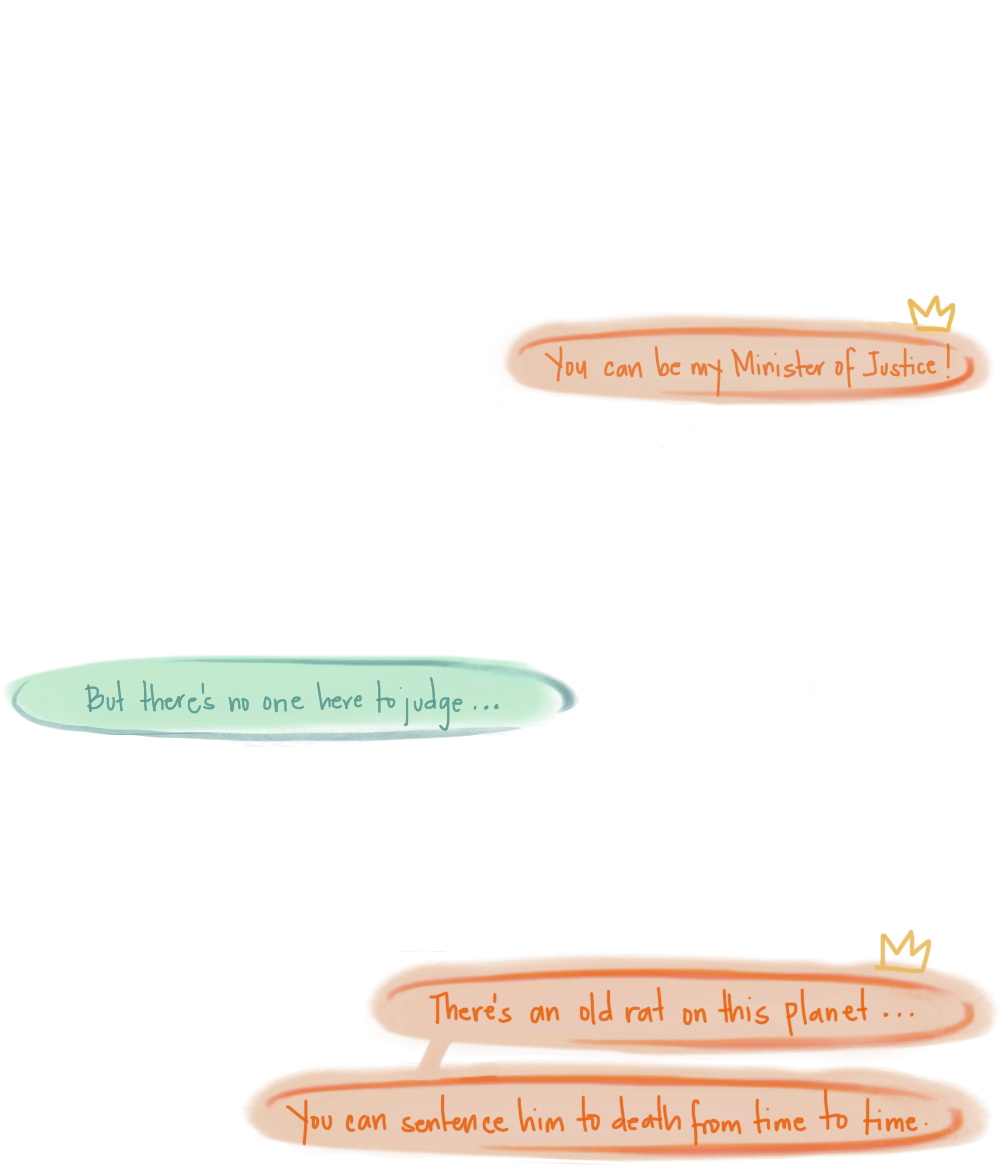 You can be my Minister of Justice!
But there's no one here to judge...
There's an old rat on this planet...
You can sentence him to death from time to time.